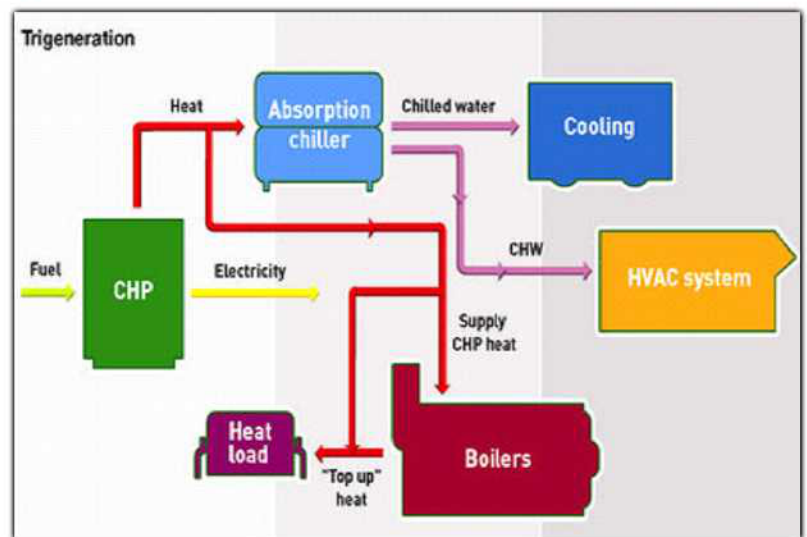 Trigeneration
Heat
Absorption
chiller
Chilled water
Cooling
Fuel
CHP
Electricity
CHW
HVAC system
Supply
CHP heat
Heat
load
"Top up"
heat
Boilers